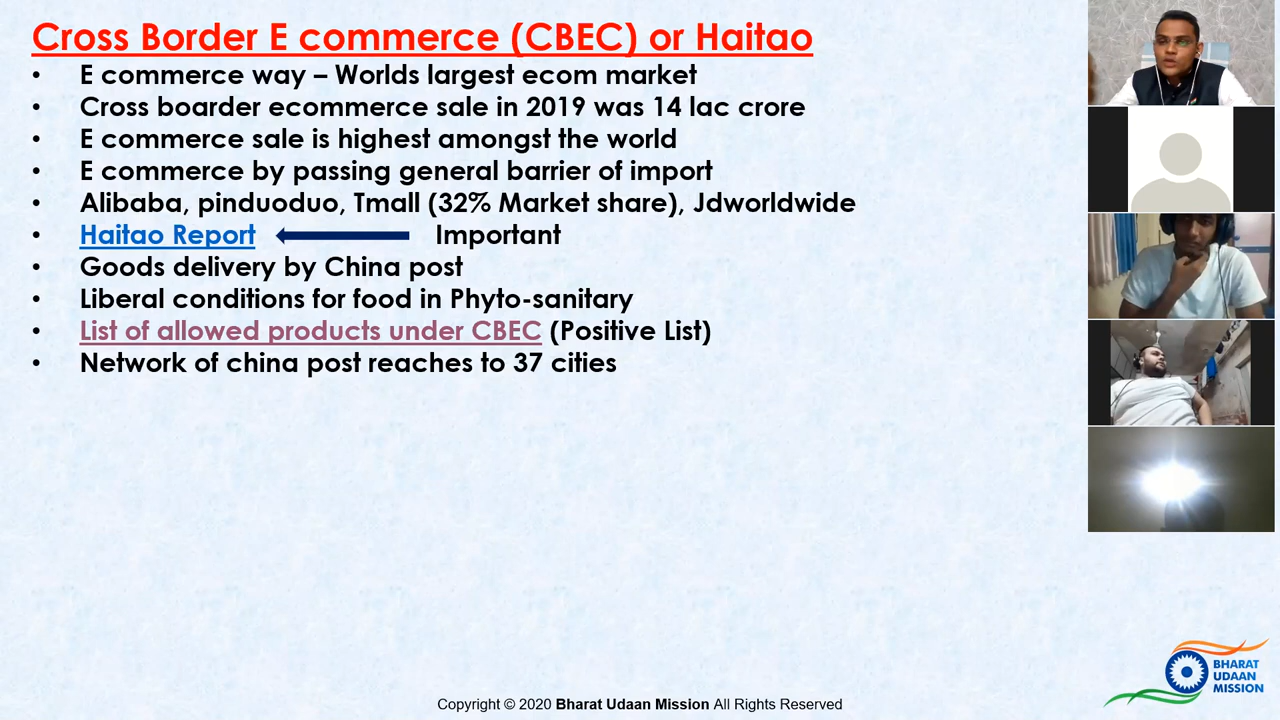 Cross Border E commerce (CBEC) or Haitao
• E commerce way – Worlds largest ecom market
• Cross boarder ecommerce sale in 2019 was 14 lac crore
• E commerce sale is highest amongst the world
• E commerce by passing general barrier of import
• Alibaba, pinduoduo, Tmall (32% Market share), Jdworldwide
• Haitao Report Important
• Goods delivery by China post
• Liberal conditions for food in Phyto-sanitary
• List of allowed products under CBEC (Positive List)
• Network of china post reaches to 37 cities
BHARAT
UDAAN
MISSION
Copyright © 2020 Bharat Udaan Mission All Rights Reserved